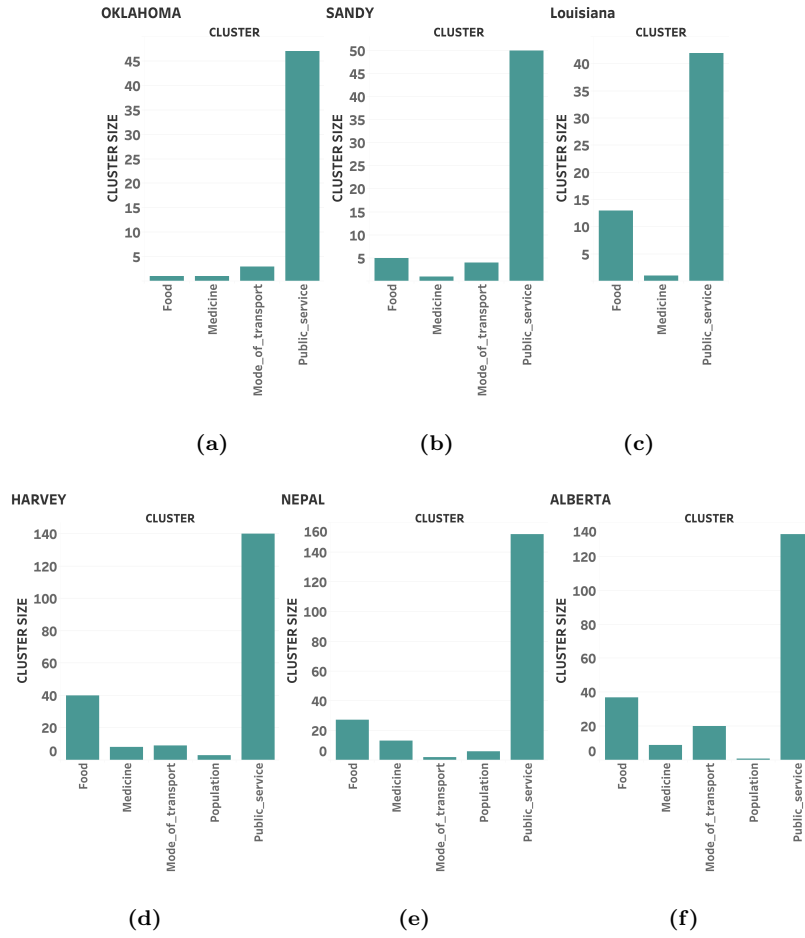 OKLAHOMA
CLUSTER
CLUSTER SIZE
45
40
35
30
25
20
15
10
5
Food
Medicine
Mode_of_transport
Public_service
(a)
SANDY
CLUSTER
CLUSTER SIZE
50
45
40
35
30
25
20
15
10
5
Food
Medicine
Mode_of_transport
Public_service
(b)
Louisiana
CLUSTER
CLUSTER SIZE
40
35
30
25
20
15
10
5
Food
Medicine
Public_service
(c)
HARVEY
CLUSTER
CLUSTER SIZE
140
120
100
80
60
40
20
0
Food
Medicine
Mode_of_transport
Population
Public_service
(d)
NEPAL
CLUSTER
CLUSTER SIZE
160
140
120
100
80
60
40
20
0
Food
Medicine
Mode_of_transport
Population
Public_service
(e)
ALBERTA
CLUSTER
CLUSTER SIZE
140
120
100
80
60
40
20
0
Food
Medicine
Mode_of_transport
Population
Public_service
(f)